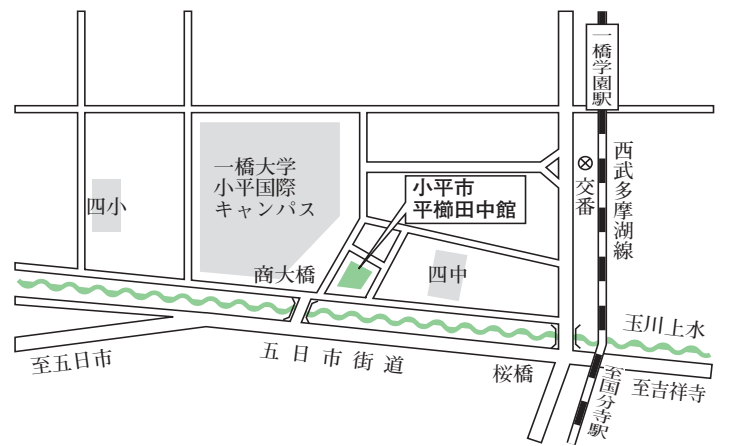 一橋学園駅
西武多摩湖線
交番
一橋大学
小平国際
キャンパス
小平市
平櫛田中館
四小
商大橋
四中
玉川上水
至五日市
五日市街道
桜橋
至国分寺駅
至吉祥寺